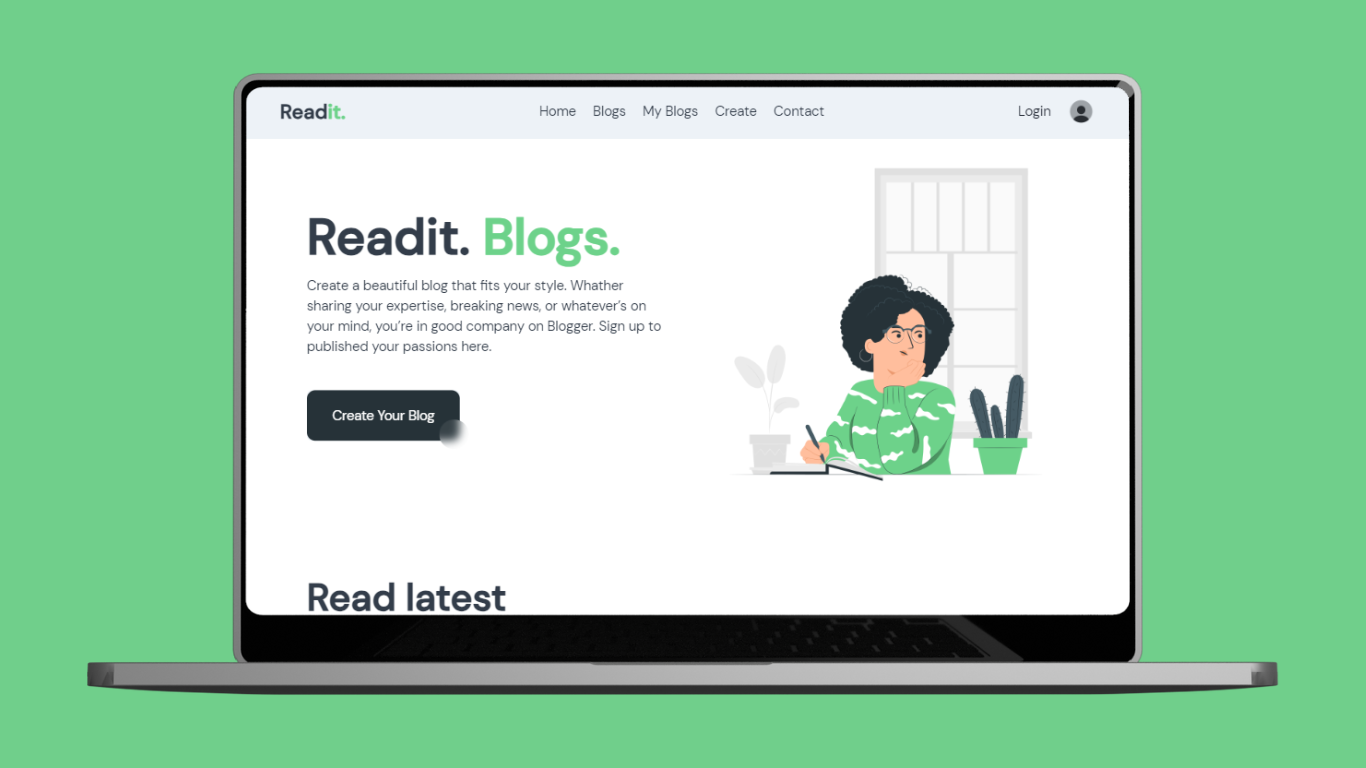 Readit.
Home Blogs My Blogs Create Contact
Login
Readit. Blogs.
Create a beautiful blog that fits your style. Whather
sharing your expertise, breaking news, or whatever's on
your mind, you're in good company on Blogger. Sign up to
published your passions here.
Create Your Blog
Read latest